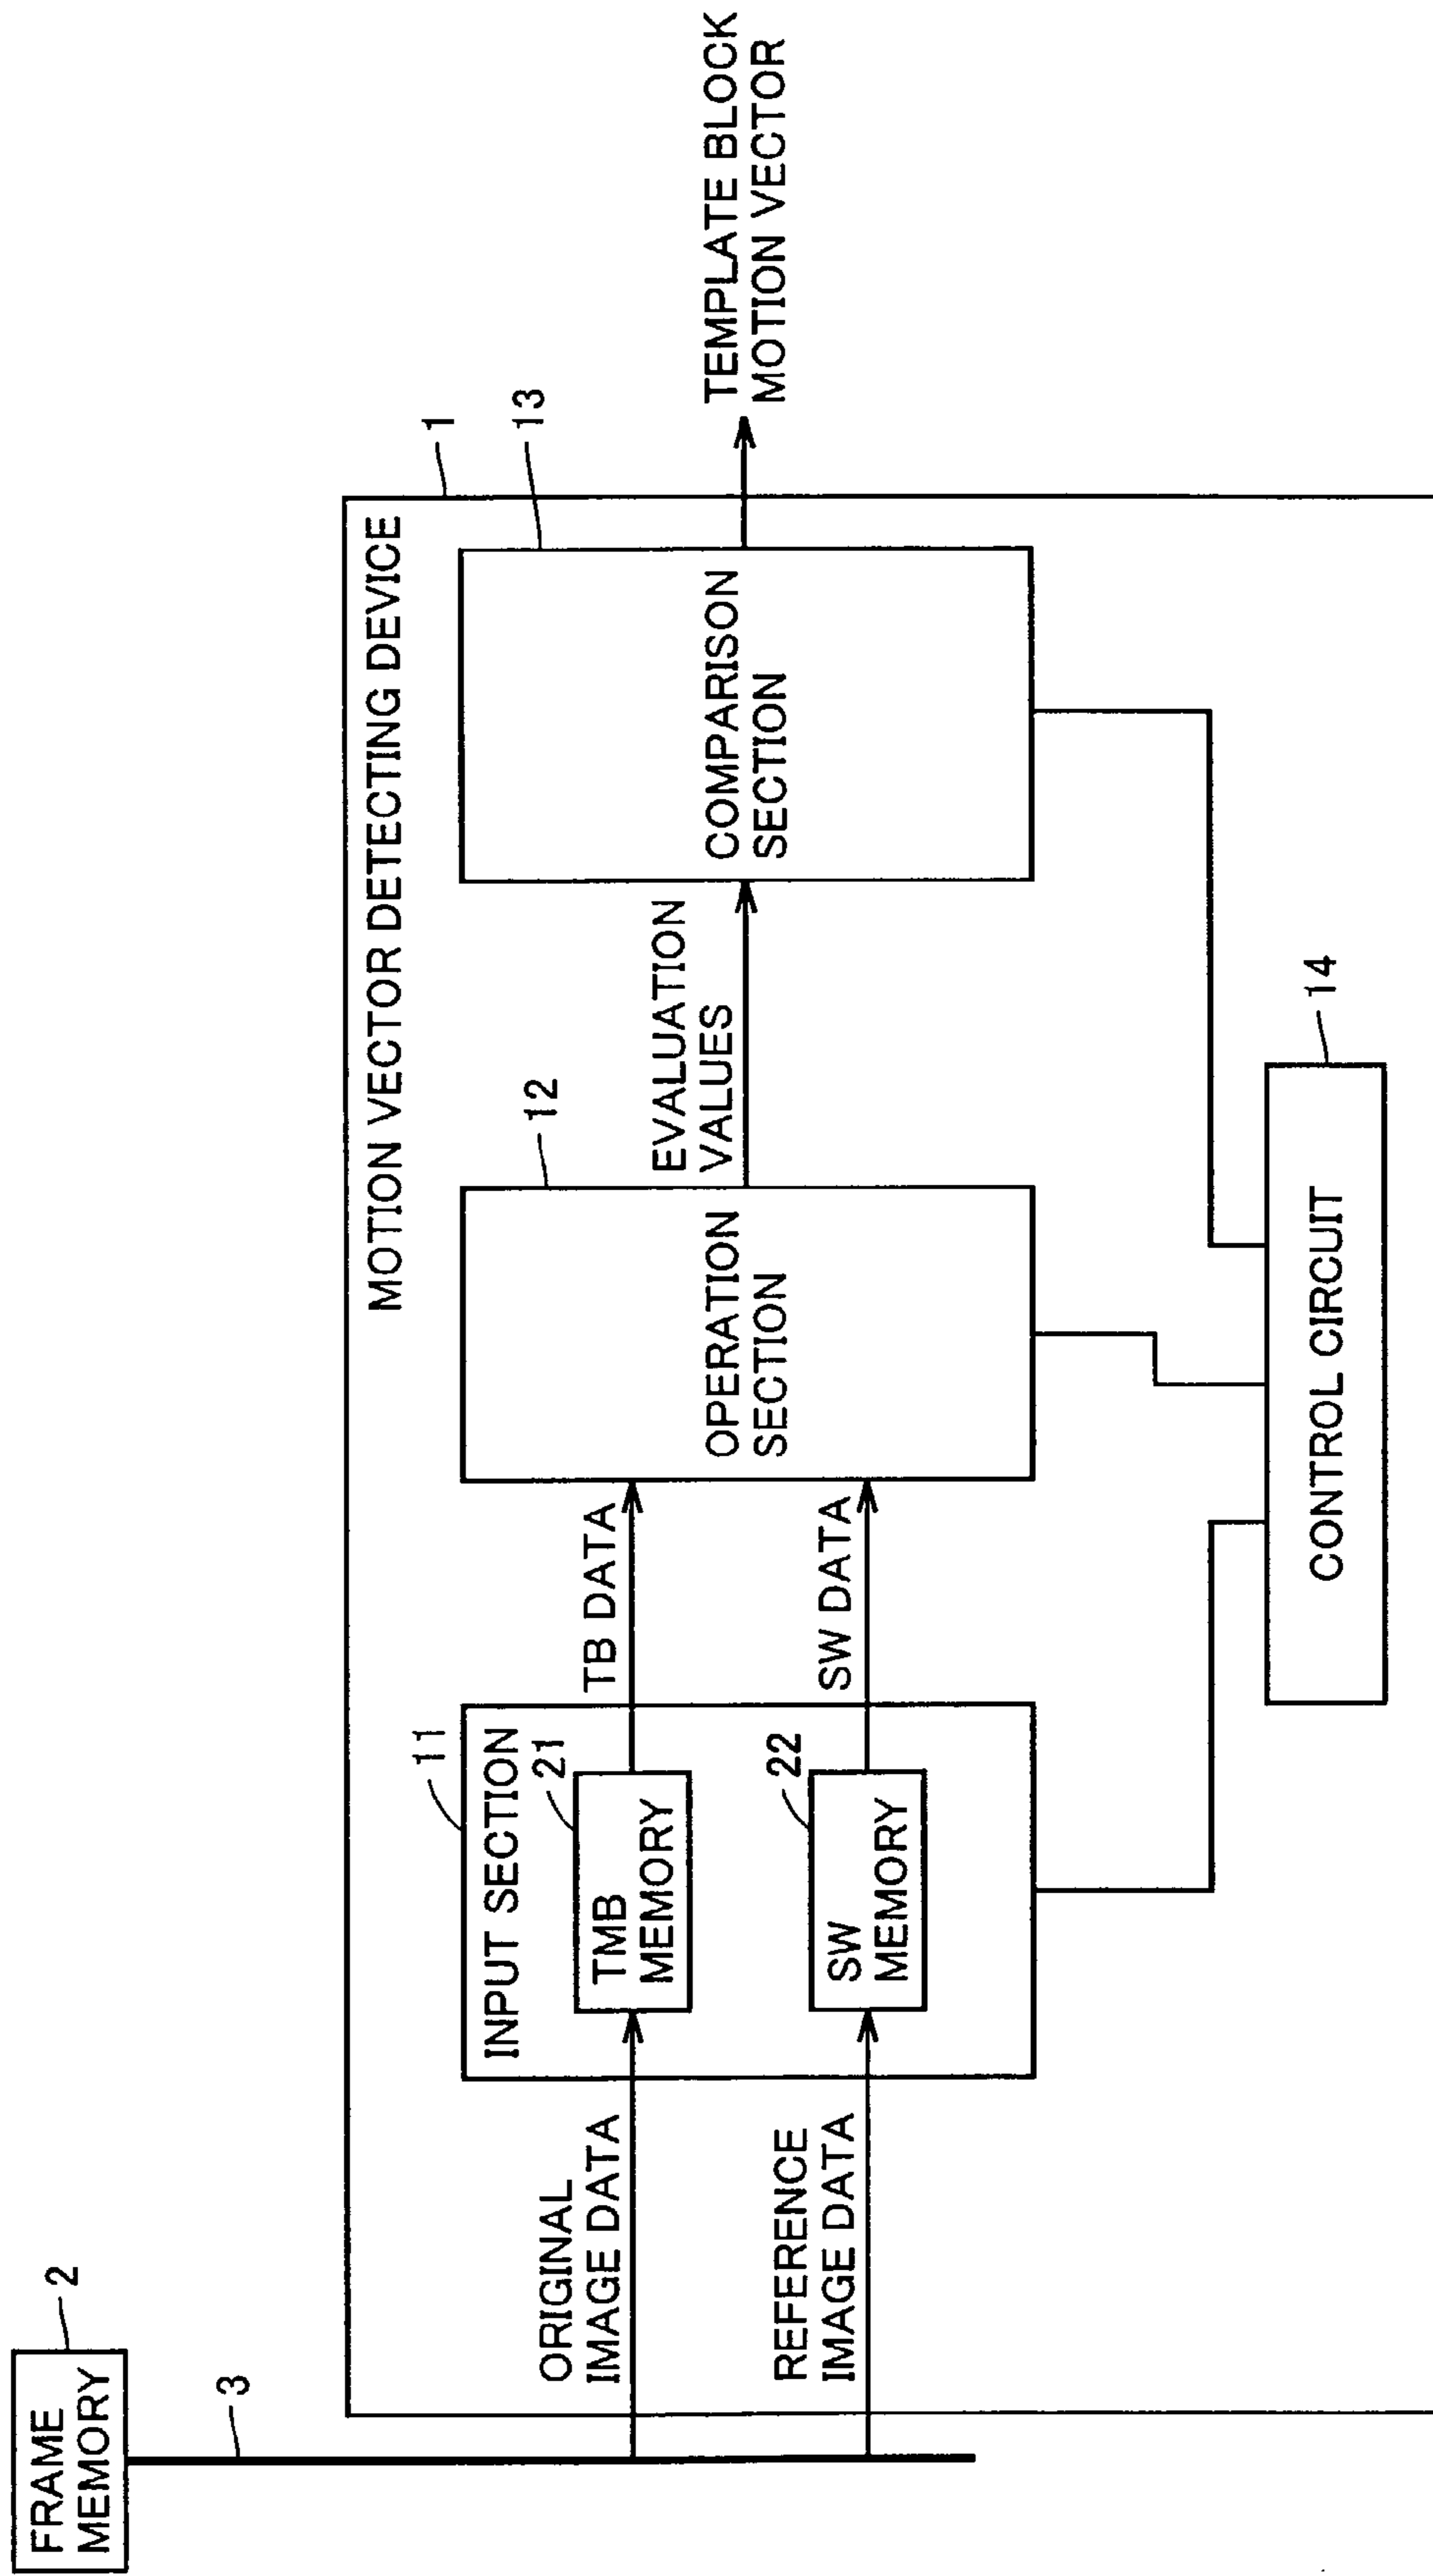 FRAME
MEMORY
2
3
MOTION VECTOR DETECTING DEVICE
1
ORIGINAL
IMAGE DATA
REFERENCE
IMAGE DATA
INPUT SECTION
11
TMB
MEMORY
21
SW
MEMORY
22
TB DATA
SW DATA
OPERATION
SECTION
12
EVALUATION
VALUES
COMPARISON
SECTION
13
TEMPLATE BLOCK
MOTION VECTOR
CONTROL CIRCUIT
14